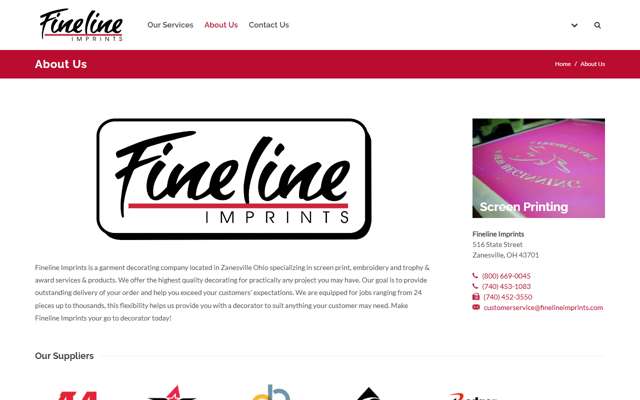 Fineline
IMPRINTS
Our Services
About Us
Contact Us
About Us
Home / About Us
Fineline
IMPRINTS
Screen Printing
Fineline Imprints
516 State Street
Zanesville, OH 43701
(800) 669-0045
(740) 453-1083
(740) 452-3550
customerservice@finelineimprints.com
Fineline Imprints is a garment decorating company located in Zanesville Ohio specializing in screen print, embroidery and trophy &
award services & products. We offer the highest quality decorating for practically any project you may have. Our goal is to provide
outstanding delivery of your order and help you exceed your customers' expectations. We are equipped for jobs ranging from 24
pieces up to thousands, this flexibility helps us provide you with a decorator to suit anything your customer may need. Make
Fineline Imprints your go to decorator today!
Our Suppliers